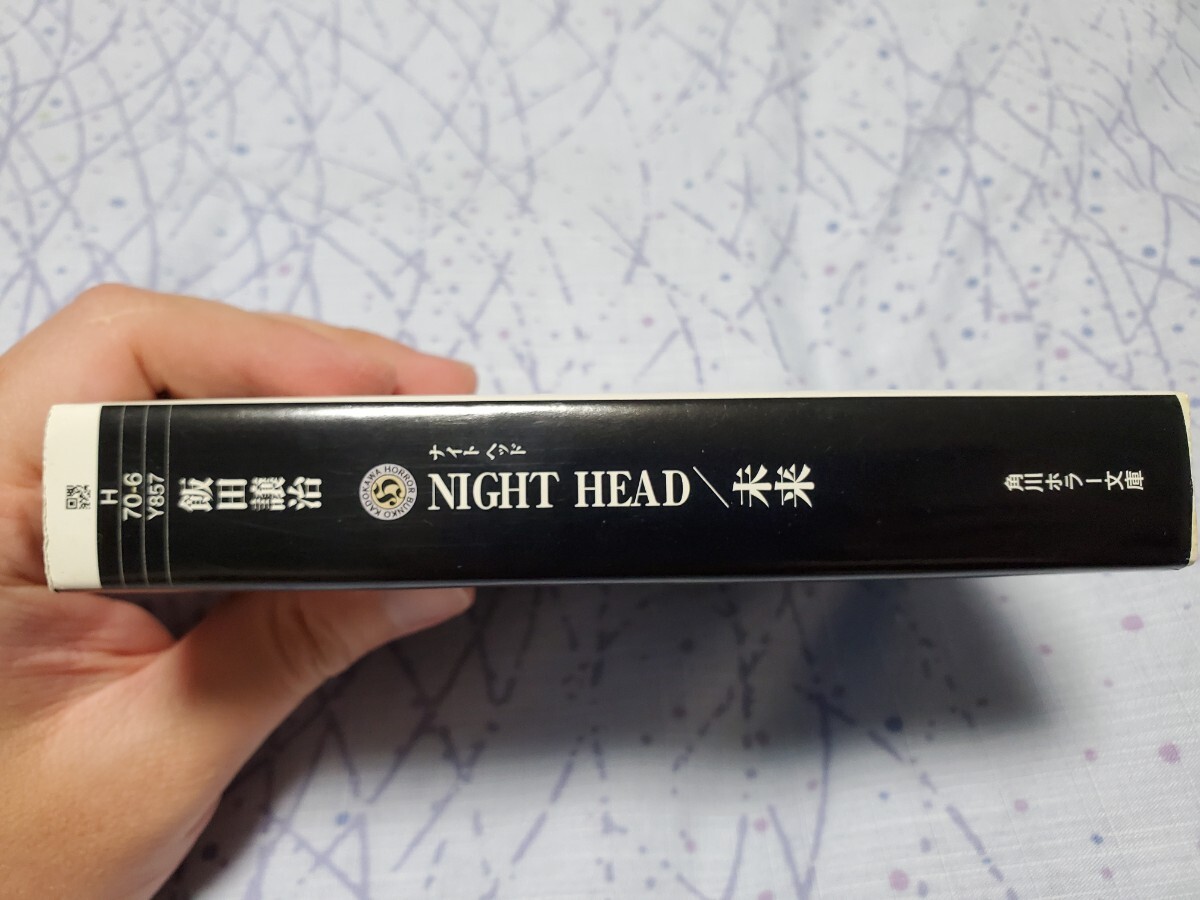 H
70-6
Y857
飯田譲治
KADOKAWA HORROR BUNKO
ナイトヘッド
NIGHT HEAD/未来
角川ホラー文庫